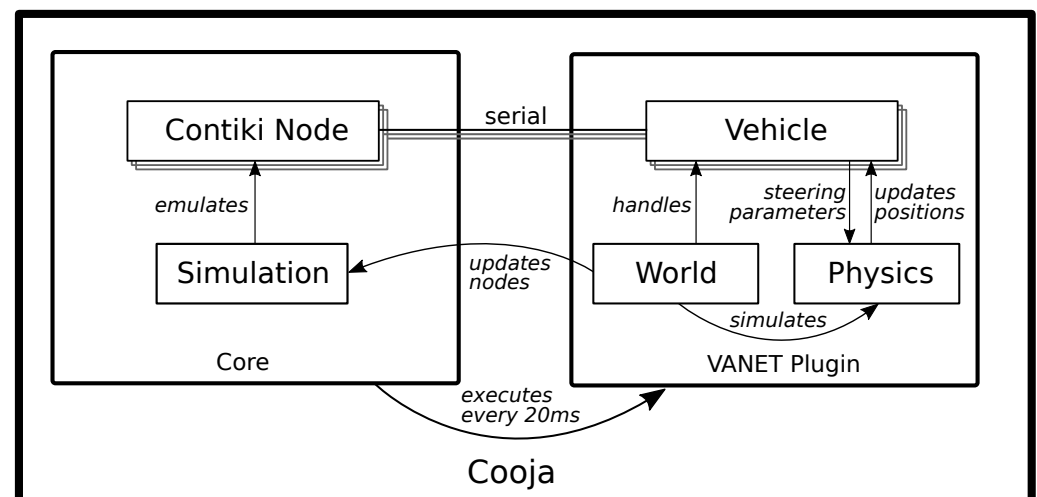 Contiki Node
serial
Vehicle
emulates
handles
steering
parameters
updates
positions
Simulation
updates
nodes
World
Physics
simulates
Core
VANET Plugin
executes
every 20ms
Cooja